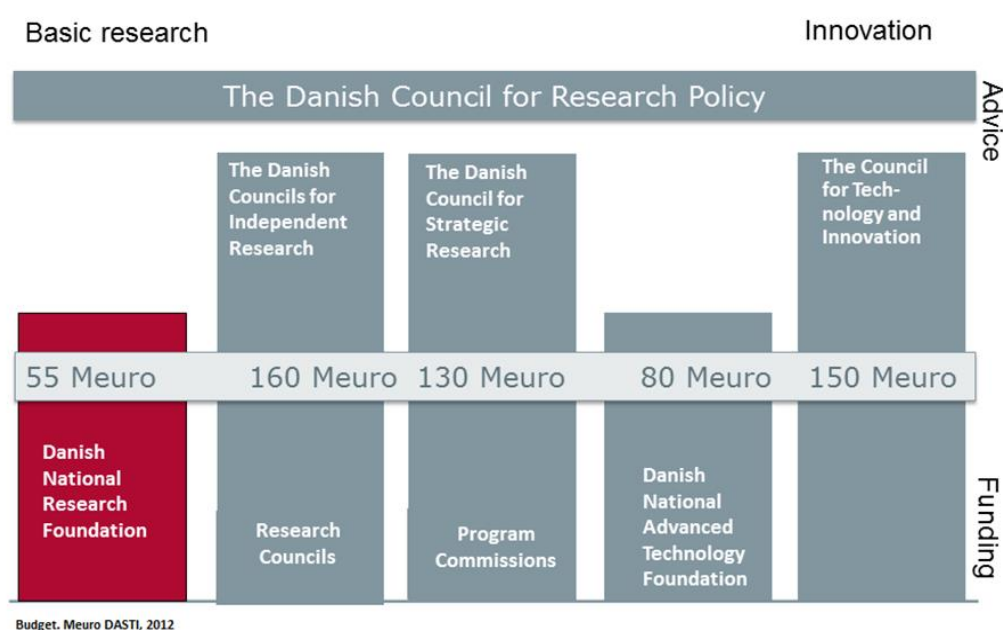 Basic research
Innovation
The Danish Council for Research Policy
Advice
The Danish
Councils for
Independent
Research
The Danish
Council for
Strategic
Research
The Council
for Tech-
nology and
Innovation
55 Meuro
160 Meuro
130 Meuro
80 Meuro
150 Meuro
Danish
National
Research
Foundation
Research
Councils
Program
Commissions
Danish
National
Advanced
Technology
Foundation
Funding
Budget. Meuro DASTI, 2012